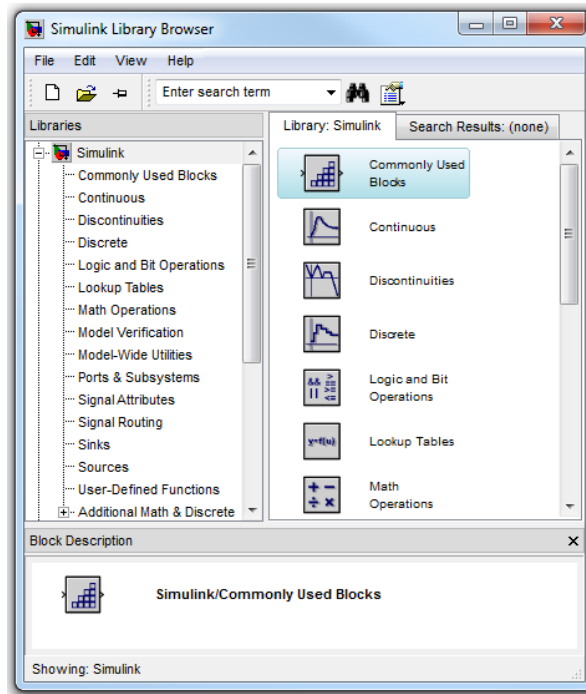 Simulink Library Browser
File Edit View Help
Enter search term
Libraries
Library: Simulink
Search Results: (none)
Simulink
Commonly Used Blocks
Continuous
Discontinuities
Discrete
Logic and Bit Operations
Lookup Tables
Math Operations
Model Verification
Model-Wide Utilities
Ports & Subsystems
Signal Attributes
Signal Routing
Sinks
Sources
User-Defined Functions
Additional Math & Discrete
Commonly Used
Blocks
Continuous
Discontinuities
Discrete
&& >
|| >=
<=
Logic and Bit
Operations
y=f(u)
Lookup Tables
+ −
÷ ×
Math
Operations
Block Description
Simulink/Commonly Used Blocks
Showing: Simulink